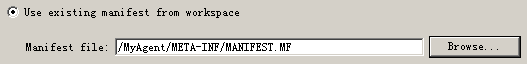 Use existing manifest from workspace
Manifest file: /MyAgent/META-INF/MANIFEST.MF Browse...